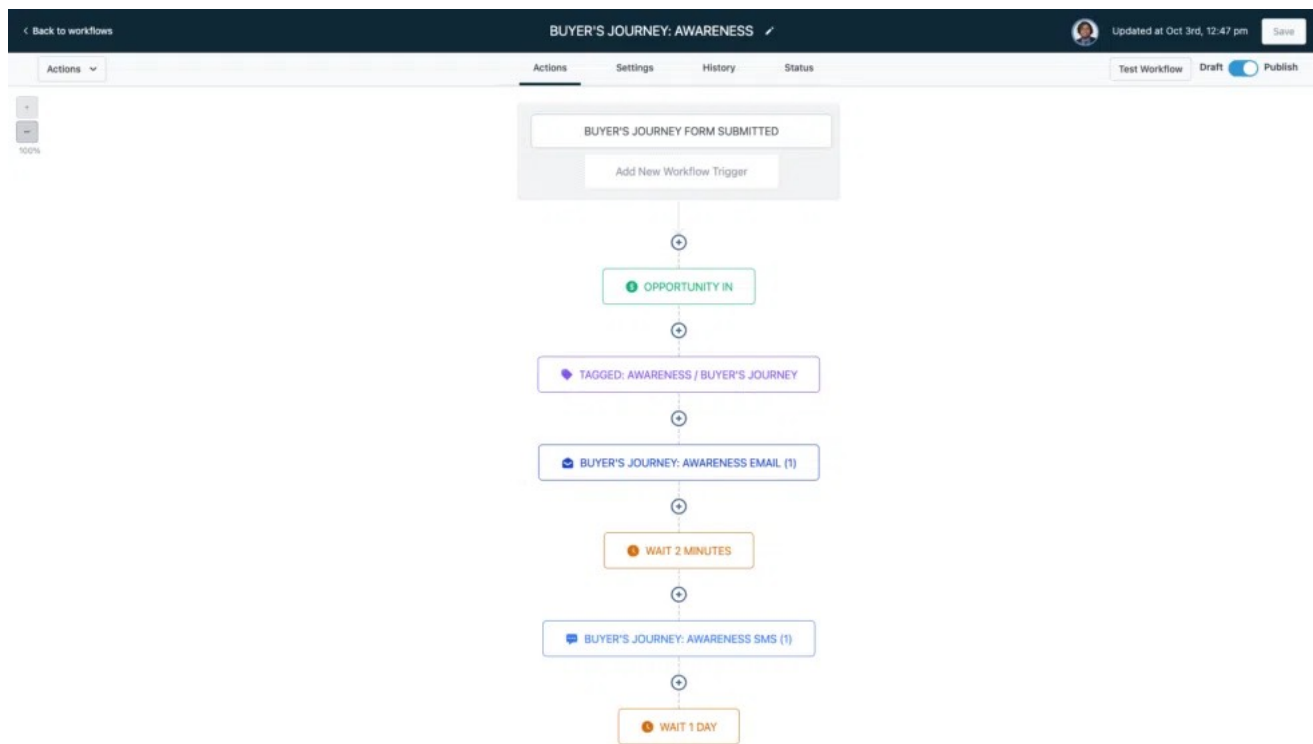 Back to workflows
BUYER'S JOURNEY: AWARENESS
Updated at Oct 3rd, 12:47 pm
Save
Actions
Actions Settings History Status
Test Workflow
Draft Publish
100%
BUYER'S JOURNEY FORM SUBMITTED
Add New Workflow Trigger
OPPORTUNITY IN
TAGGED: AWARENESS / BUYER'S JOURNEY
BUYER'S JOURNEY: AWARENESS EMAIL (1)
WAIT 2 MINUTES
BUYER'S JOURNEY: AWARENESS SMS (1)
WAIT 1 DAY